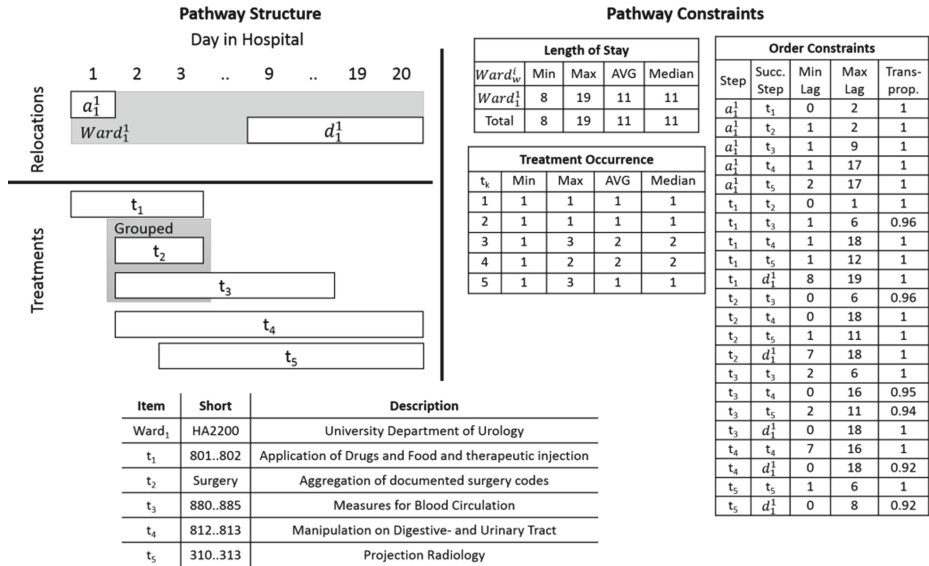 Pathway Structure
Day in Hospital
1 2 3 .. 9 .. 19 20
Relocations
a₁¹
Ward₁¹
d₁¹
Treatments
t₁
Grouped
t₂
t₃
t₄
t₅
Item Short Description
Ward₁ HA2200 University Department of Urology
t₁ 801..802 Application of Drugs and Food and therapeutic injection
t₂ Surgery Aggregation of documented surgery codes
t₃ 880..885 Measures for Blood Circulation
t₄ 812..813 Manipulation on Digestive- and Urinary Tract
t₅ 310..313 Projection Radiology
Pathway Constraints
Length of Stay
Ward_wⁱ Min Max AVG Median
Ward₁¹ 8 19 11 11
Total 8 19 11 11
Treatment Occurrence
tₖ Min Max AVG Median
1 1 1 1 1
2 1 1 1 1
3 1 3 2 2
4 1 2 2 2
5 1 3 1 1
Order Constraints
Step Succ. Step Min Lag Max Lag Trans-prop.
a₁¹ t₁ 0 2 1
a₁¹ t₂ 1 2 1
a₁¹ t₃ 1 9 1
a₁¹ t₄ 1 17 1
a₁¹ t₅ 2 17 1
t₁ t₂ 0 1 1
t₁ t₃ 1 6 0.96
t₁ t₄ 1 18 1
t₁ t₅ 1 12 1
t₁ d₁¹ 8 19 1
t₂ t₃ 0 6 0.96
t₂ t₄ 0 18 1
t₂ t₅ 1 11 1
t₂ d₁¹ 7 18 1
t₃ t₃ 2 6 1
t₃ t₄ 0 16 0.95
t₃ t₅ 2 11 0.94
t₃ d₁¹ 0 18 1
t₄ t₄ 7 16 1
t₄ d₁¹ 0 18 0.92
t₅ t₅ 1 6 1
t₅ d₁¹ 0 8 0.92